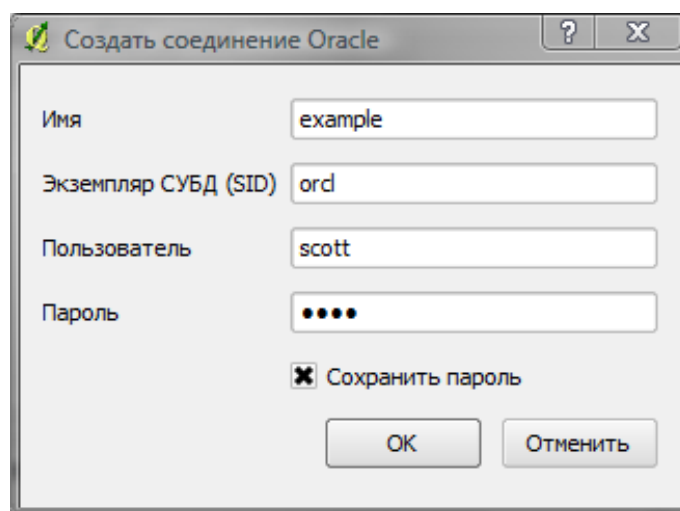 Создать соединение Oracle
Имя example
Экземпляр СУБД (SID) orcl
Пользователь scott
Пароль ••••
Сохранить пароль
OK Отменить